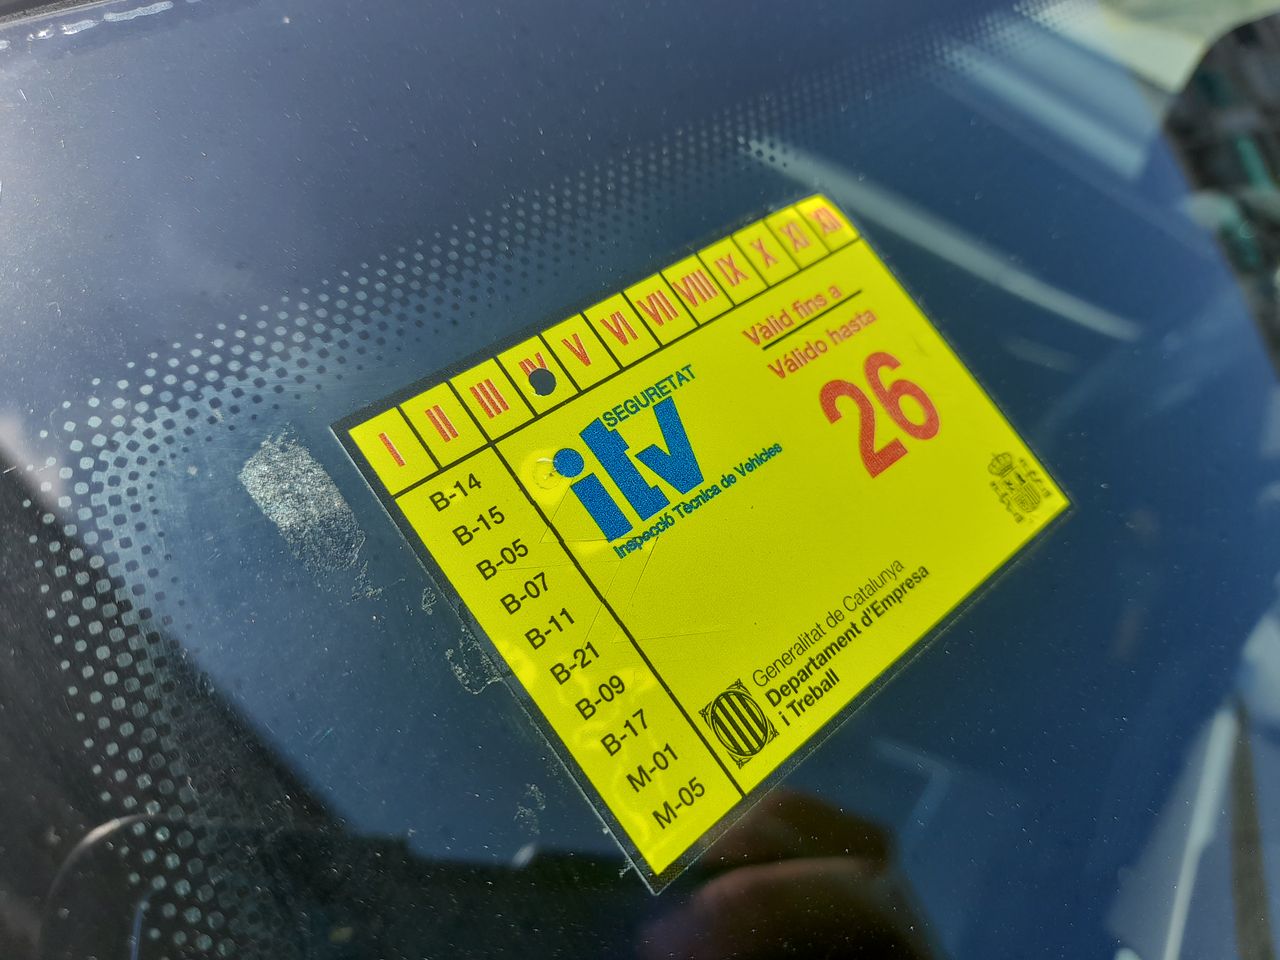 I II III IV V VI VII VIII IX X XI XII
B-14
B-15
B-05
B-07
B-11
B-21
B-09
B-17
M-01
M-05
SEGURETAT
itv
Inspecció Tècnica de Vehicles
Vàlid fins a
Válido hasta
26
Generalitat de Catalunya
Departament d'Empresa
i Treball